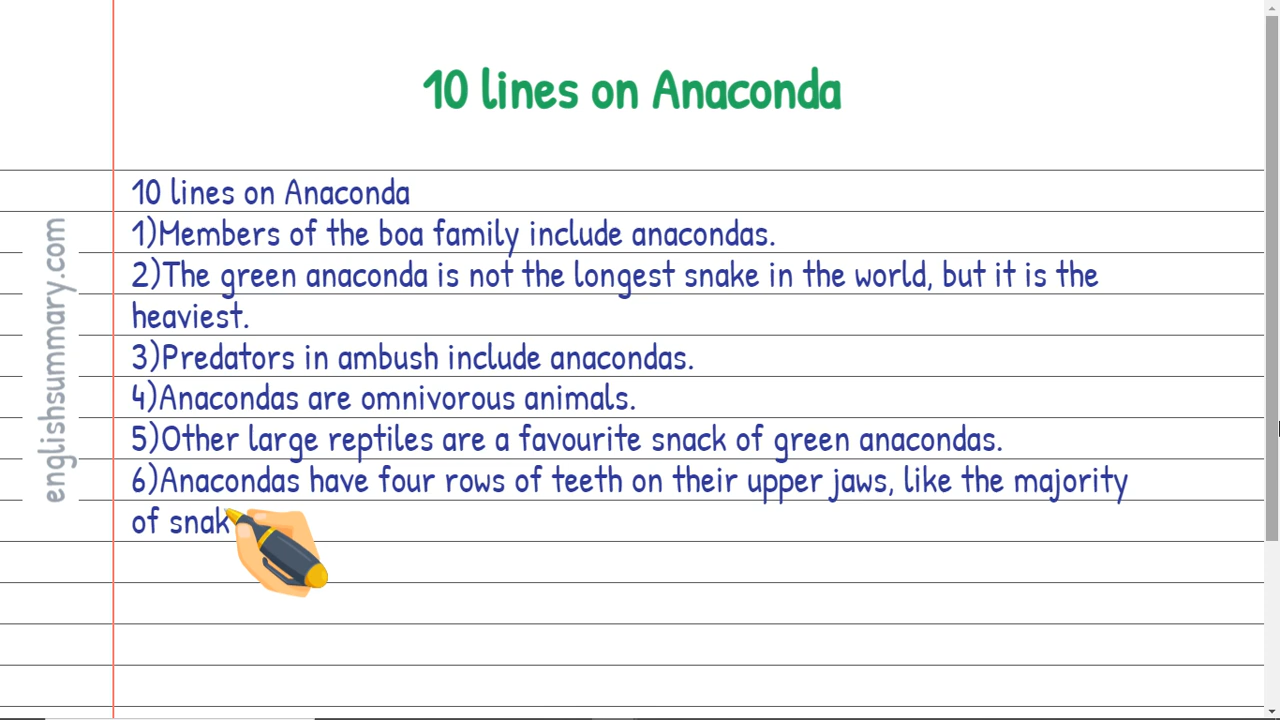 10 lines on Anaconda
10 lines on Anaconda
1)Members of the boa family include anacondas.
2)The green anaconda is not the longest snake in the world, but it is the
heaviest.
3)Predators in ambush include anacondas.
4)Anacondas are omnivorous animals.
5)Other large reptiles are a favourite snack of green anacondas.
6)Anacondas have four rows of teeth on their upper jaws, like the majority
of snak
englishsummary.com